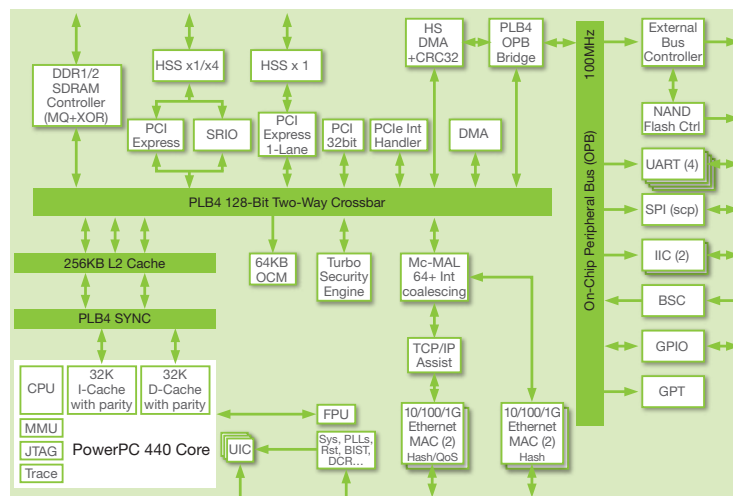 DDR1/2
SDRAM
Controller
(MQ+XOR)
HSS x1/x4
HSS x 1
PCI
Express
SRIO
PCI
Express
1-Lane
PCI
32bit
PCIe Int
Handler
DMA
HS
DMA
+CRC32
PLB4
OPB
Bridge
100MHz
On-Chip Peripheral Bus (OPB)
External
Bus
Controller
NAND
Flash Ctrl
UART (4)
SPI (scp)
IIC (2)
BSC
GPIO
GPT
PLB4 128-Bit Two-Way Crossbar
256KB L2 Cache
64KB
OCM
Turbo
Security
Engine
Mc-MAL
64+ Int
coalescing
PLB4 SYNC
TCP/IP
Assist
CPU
32K
I-Cache
with parity
32K
D-Cache
with parity
MMU
JTAG
Trace
PowerPC 440 Core
FPU
UIC
Sys, PLLs,
Rst, BIST,
DCR...
10/100/1G
Ethernet
MAC (2)
Hash/QoS
10/100/1G
Ethernet
MAC (2)
Hash